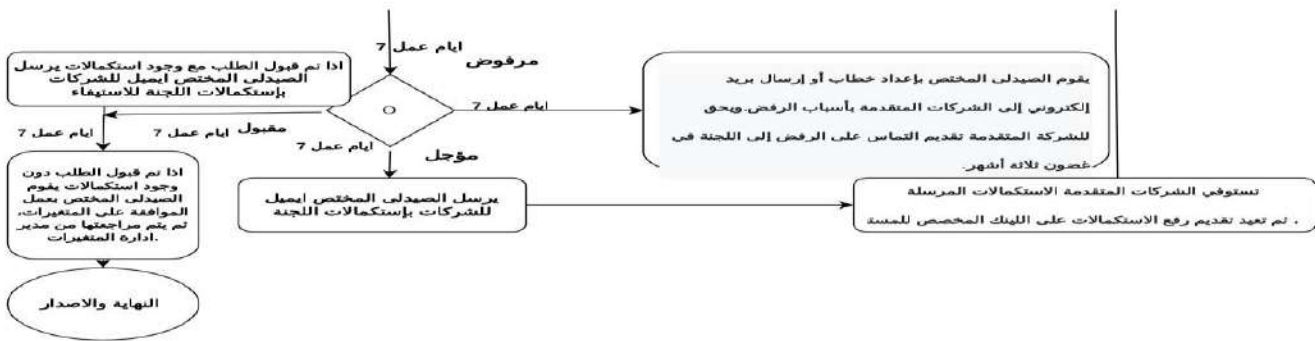 7 ايام عمل
مرفوض
اذا تم قبول الطلب مع وجود استكمالات يرسل
الصيدلى المختص ايميل للشركات
بإستكمالات اللجنة للاستيفاء
يقوم الصيدلى المختص بإعداد خطاب أو إرسال بريد
إلكتروني إلى الشركات المتقدمة بأسباب الرفض.ويحق
للشركة المتقدمة تقديم التماس على الرفض إلى اللجنة في
غضون ثلاثة أشهر.
O
7 ايام عمل
مقبول
7 ايام عمل
7 ايام عمل
7 ايام عمل
مؤجل
اذا تم قبول الطلب دون
وجود استكمالات يقوم
الصيدلى المختص بعمل
الموافقة على المتغيرات،
ثم يتم مراجعتها من مدير
ادارة المتغيرات.
يرسل الصيدلى المختص ايميل
للشركات بإستكمالات اللجنة
تستوفي الشركات المتقدمة الاستكمالات المرسلة
، ثم تعيد تقديم رفع الاستكمالات على اللينك المخصص للمست
النهاية والاصدار